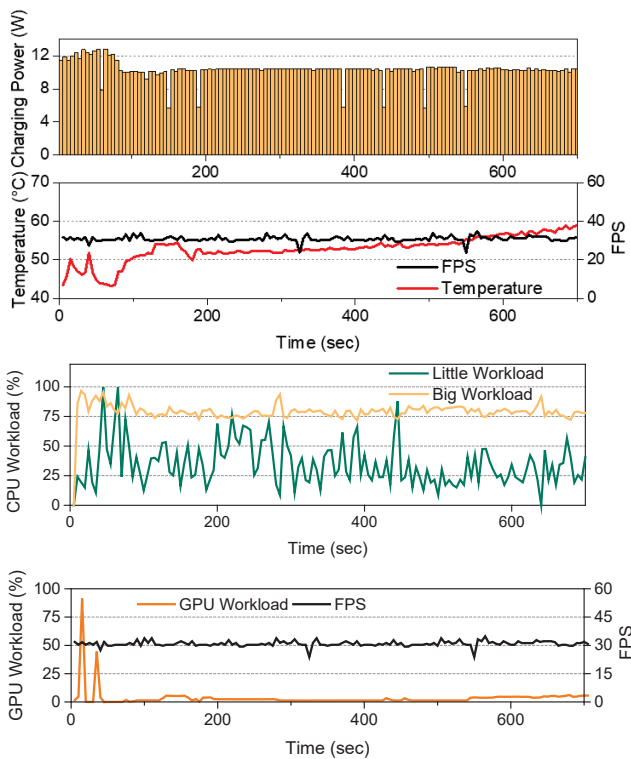 Charging Power (W)
12
8
4
0
200
400
600
Temperature (°C)
70
60
50
40
60
40
20
0
FPS
FPS
Temperature
0
200
400
600
Time (sec)
CPU Workload (%)
100
75
50
25
0
Little Workload
Big Workload
0
200
400
600
Time (sec)
GPU Workload (%)
100
75
50
25
0
GPU Workload
FPS
60
45
30
15
0
FPS
0
200
400
600
Time (sec)